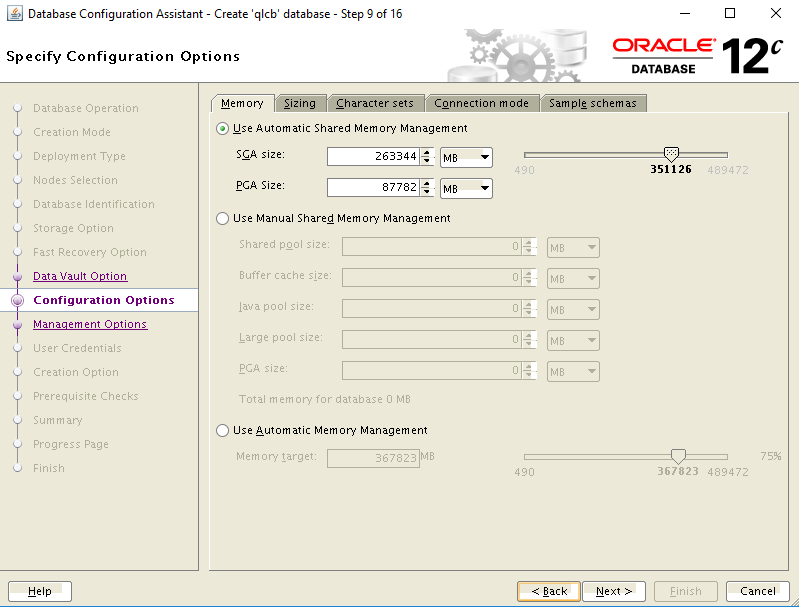 Database Configuration Assistant - Create 'qlcb' database - Step 9 of 16
Specify Configuration Options
ORACLE
DATABASE
12c
Database Operation
Creation Mode
Deployment Type
Nodes Selection
Database Identification
Storage Option
Fast Recovery Option
Data Vault Option
Configuration Options
Management Options
User Credentials
Creation Option
Prerequisite Checks
Summary
Progress Page
Finish
Memory Sizing Character sets Connection mode Sample schemas
Use Automatic Shared Memory Management
SGA size: 263344 MB
490 351126 489472
PGA Size: 87782 MB
Use Manual Shared Memory Management
Shared pool size: 0 MB
Buffer cache size: 0 MB
Java pool size: 0 MB
Large pool size: 0 MB
PGA size: 0 MB
Total memory for database 0 MB
Use Automatic Memory Management
Memory target: 367823 MB 75%
490 367823 489472
Help < Back Next > Finish Cancel